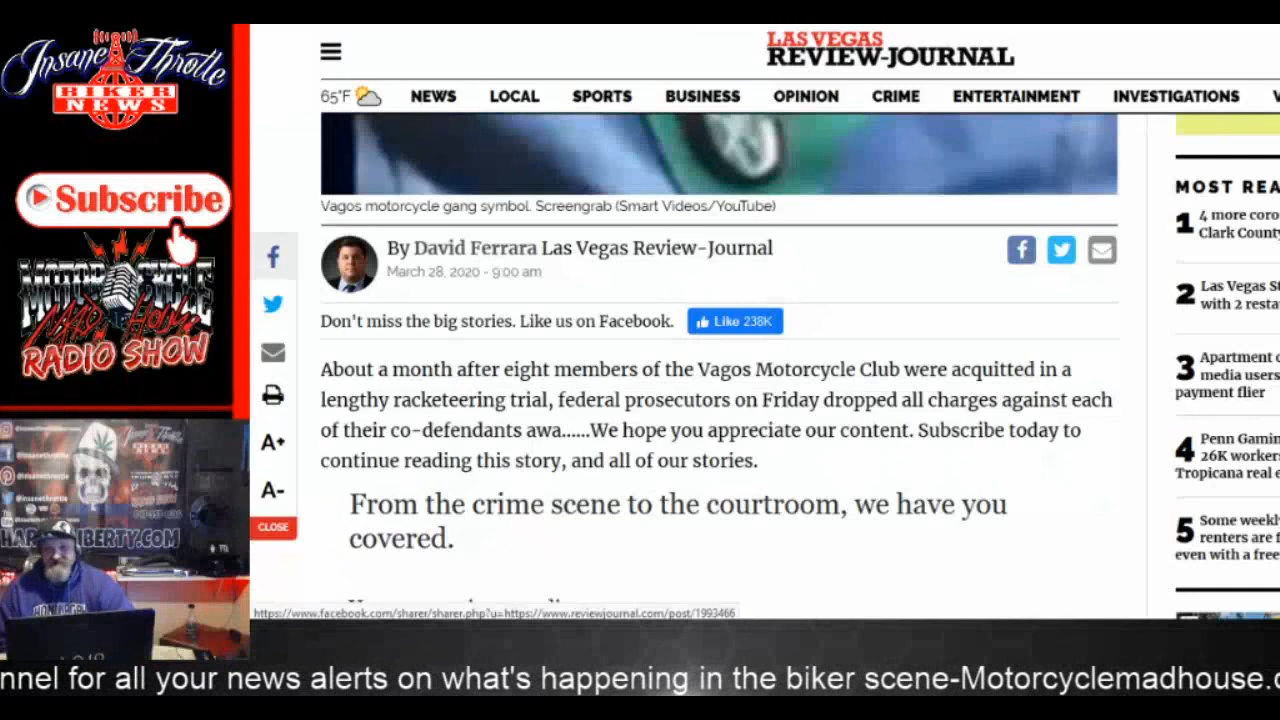 Insane Throttle
BIKER
NEWS
Subscribe
MOTORCYCLE
MADHOUSE
RADIO SHOW
LAS VEGAS
REVIEW-JOURNAL
65°F
NEWS LOCAL SPORTS BUSINESS OPINION CRIME ENTERTAINMENT INVESTIGATIONS
Vagos motorcycle gang symbol. Screengrab (Smart Videos/YouTube)
By David Ferrara Las Vegas Review-Journal
March 28, 2020 - 9:00 am
Don't miss the big stories. Like us on Facebook. Like 238K
About a month after eight members of the Vagos Motorcycle Club were acquitted in a
lengthy racketeering trial, federal prosecutors on Friday dropped all charges against each
of their co-defendants awa......We hope you appreciate our content. Subscribe today to
continue reading this story, and all of our stories.
From the crime scene to the courtroom, we have you
covered.
A+
A-
CLOSE
MOST REA
1 4 more coro
Clark County
2 Las Vegas St
with 2 resta
3 Apartment
media users
payment flier
4 Penn Gamin
26K workers
Tropicana real e
5 Some weekly
renters are f
even with a free
https://www.facebook.com/sharer/sharer.php?u=https://www.reviewjournal.com/post/1993466
@insanethrottle
nnel for all your news alerts on what's happening in the biker scene-Motorcyclemadhouse.c